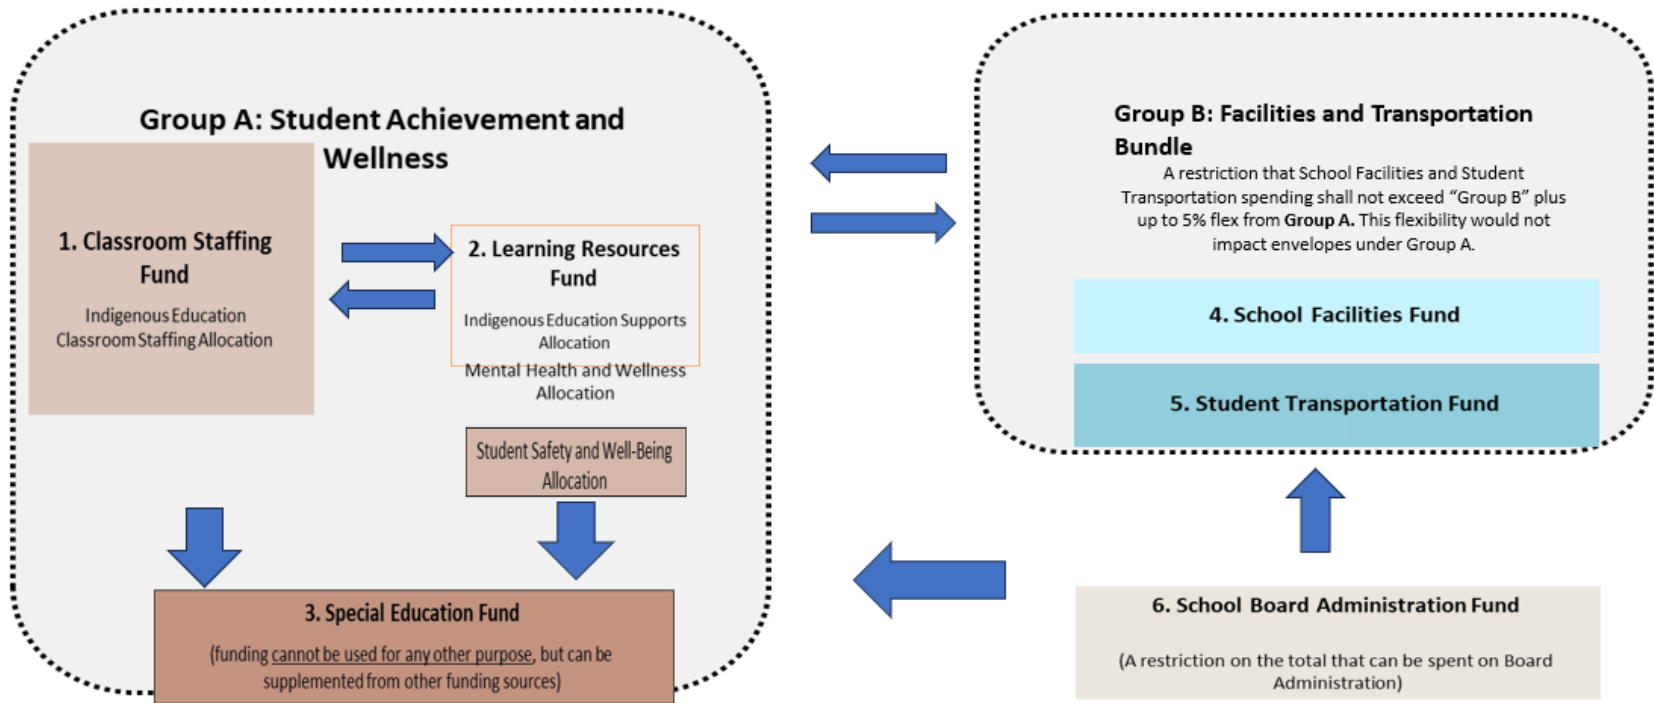 Group A: Student Achievement and
Wellness
1. Classroom Staffing
Fund
Indigenous Education
Classroom Staffing Allocation
2. Learning Resources
Fund
Indigenous Education Supports
Allocation
Mental Health and Wellness
Allocation
Student Safety and Well-Being
Allocation
3. Special Education Fund
(funding cannot be used for any other purpose, but can be
supplemented from other funding sources)
Group B: Facilities and Transportation
Bundle
A restriction that School Facilities and Student
Transportation spending shall not exceed “Group B” plus
up to 5% flex from Group A. This flexibility would not
impact envelopes under Group A.
4. School Facilities Fund
5. Student Transportation Fund
6. School Board Administration Fund
(A restriction on the total that can be spent on Board
Administration)